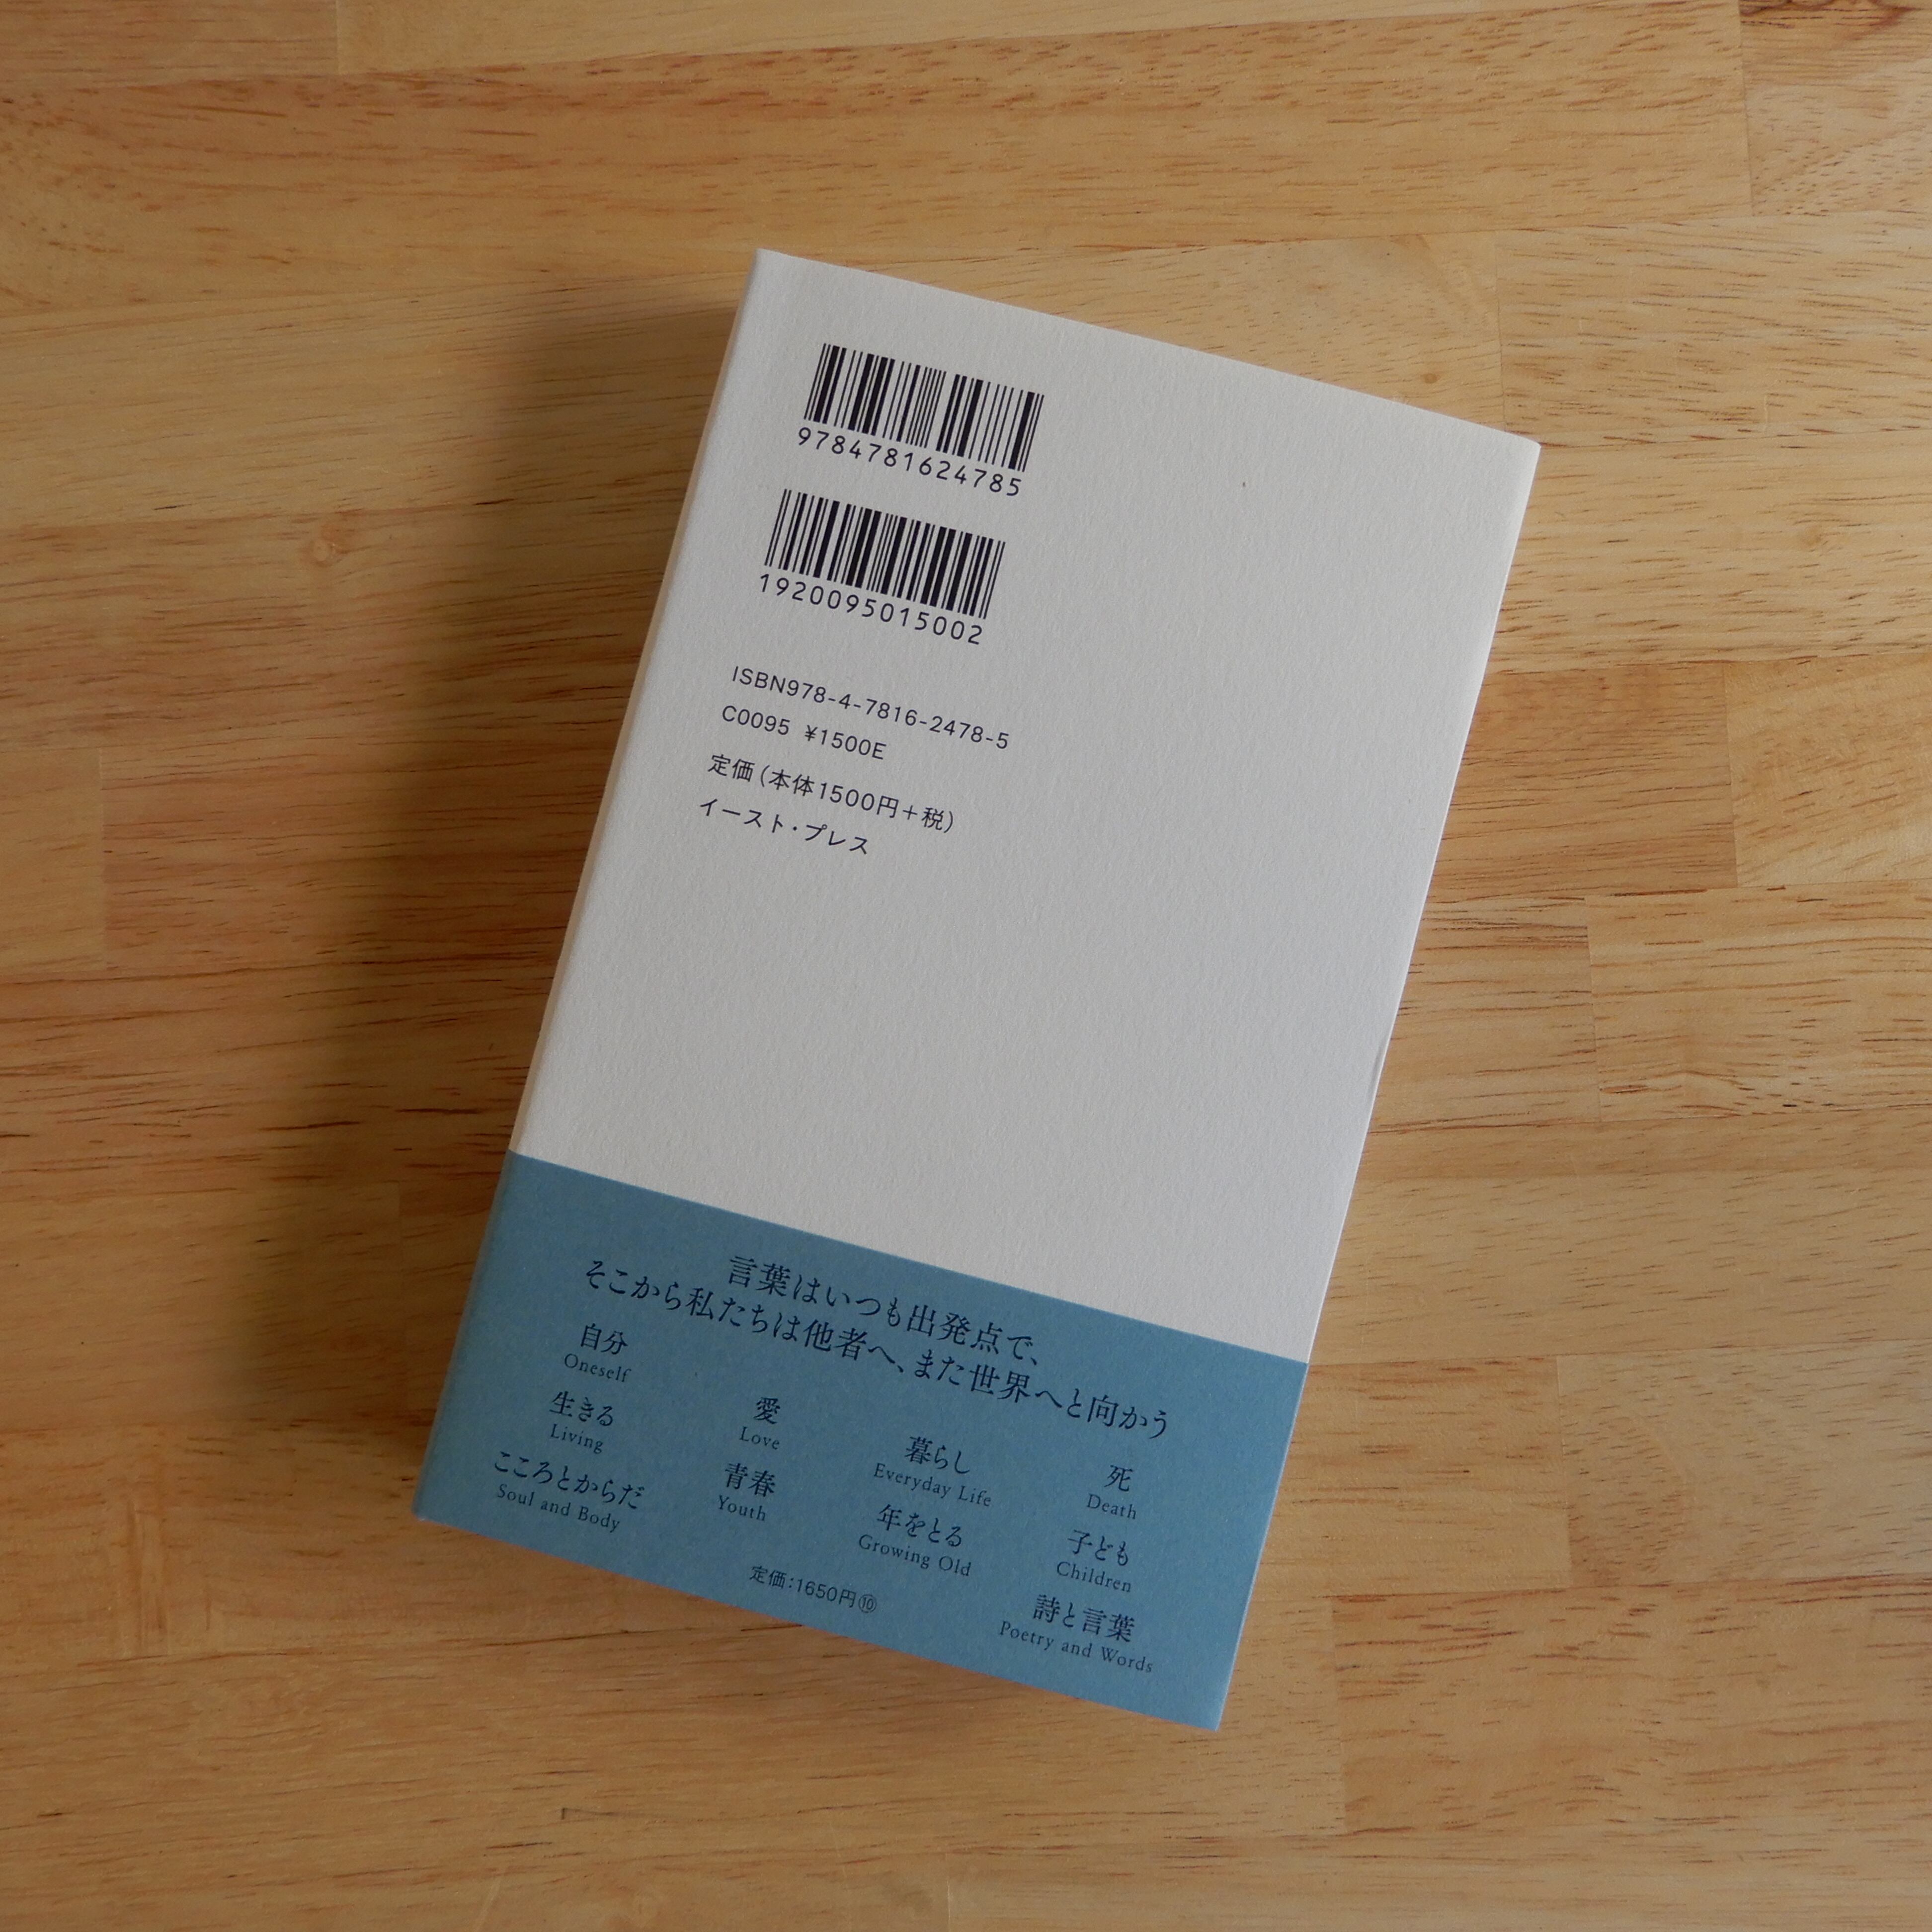 9784781624785
1920095015002
ISBN978-4-7816-2478-5
C0095 ¥1500E
定価(本体1500円+税)
イースト・プレス
言葉はいつも出発点で、
そこから私たちは他者へ、また世界へと向かう
自分
Oneself
生きる
Living
こころとからだ
Soul and Body
愛
Love
青春
Youth
暮らし
Everyday Life
年をとる
Growing Old
死
Death
子ども
Children
詩と言葉
Poetry and Words
定価:1650円⑩